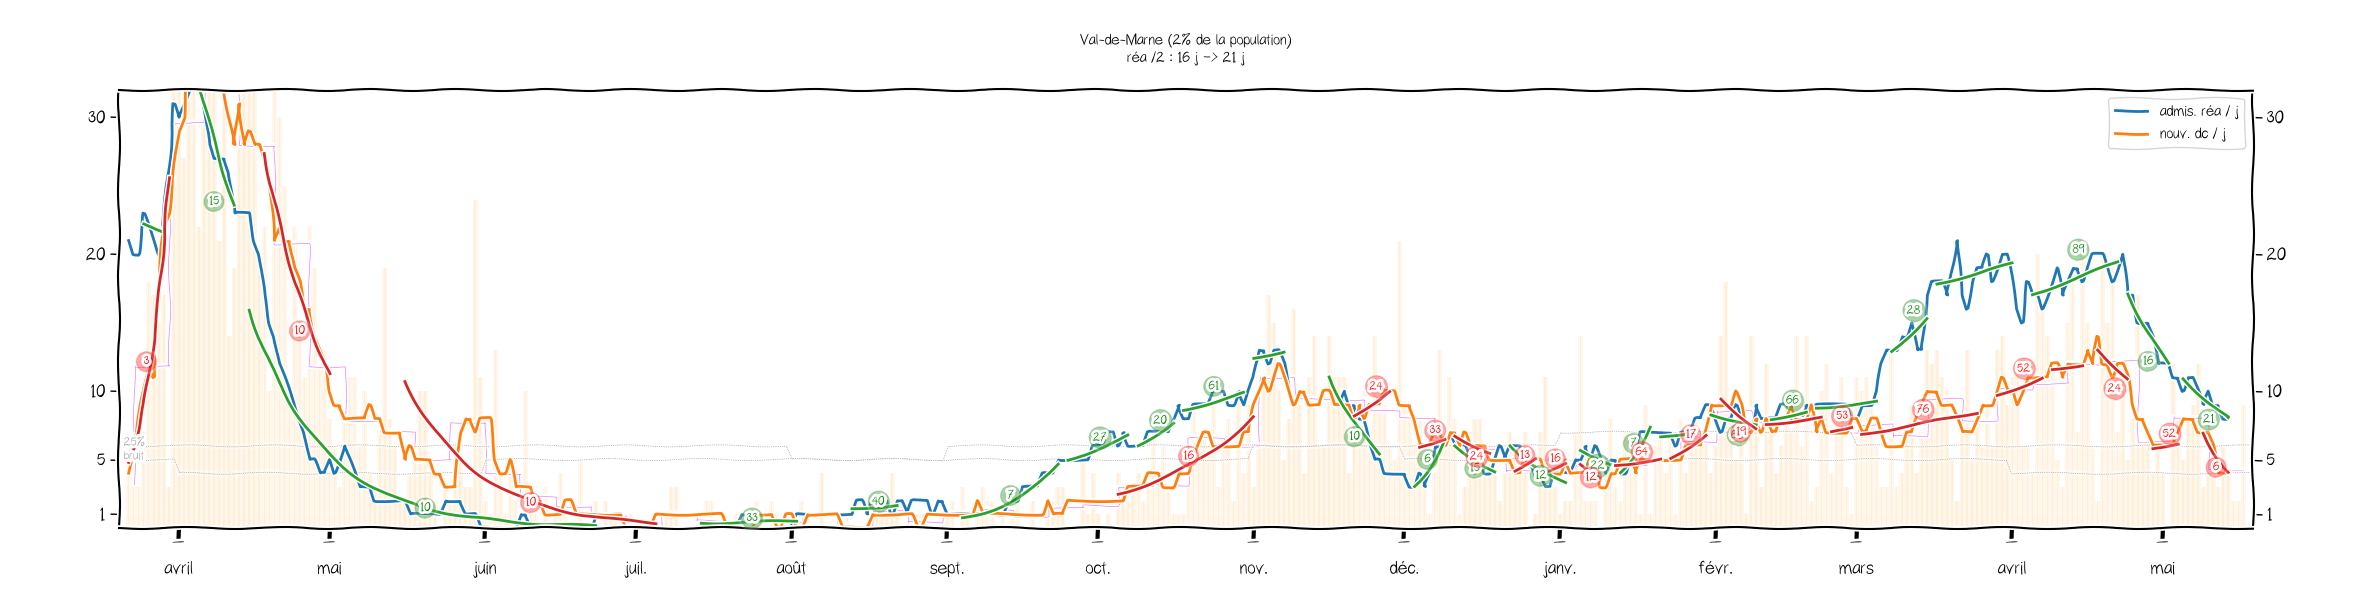 Val-de-Marne (2% de la population)
réa /2 : 16 j -> 21 j
admis. réa / j
nouv. dc / j
30
20
10
5
1
30
20
10
5
1
25%
bruit
3
15
10
10
10
33
40
7
27
20
16
61
10
24
33
6
24
13
12
16
12
22
64
17
19
66
53
76
28
52
89
24
16
52
21
6
avril
mai
juin
juil.
août
sept.
oct.
nov.
déc.
janv.
févr.
mars
avril
mai